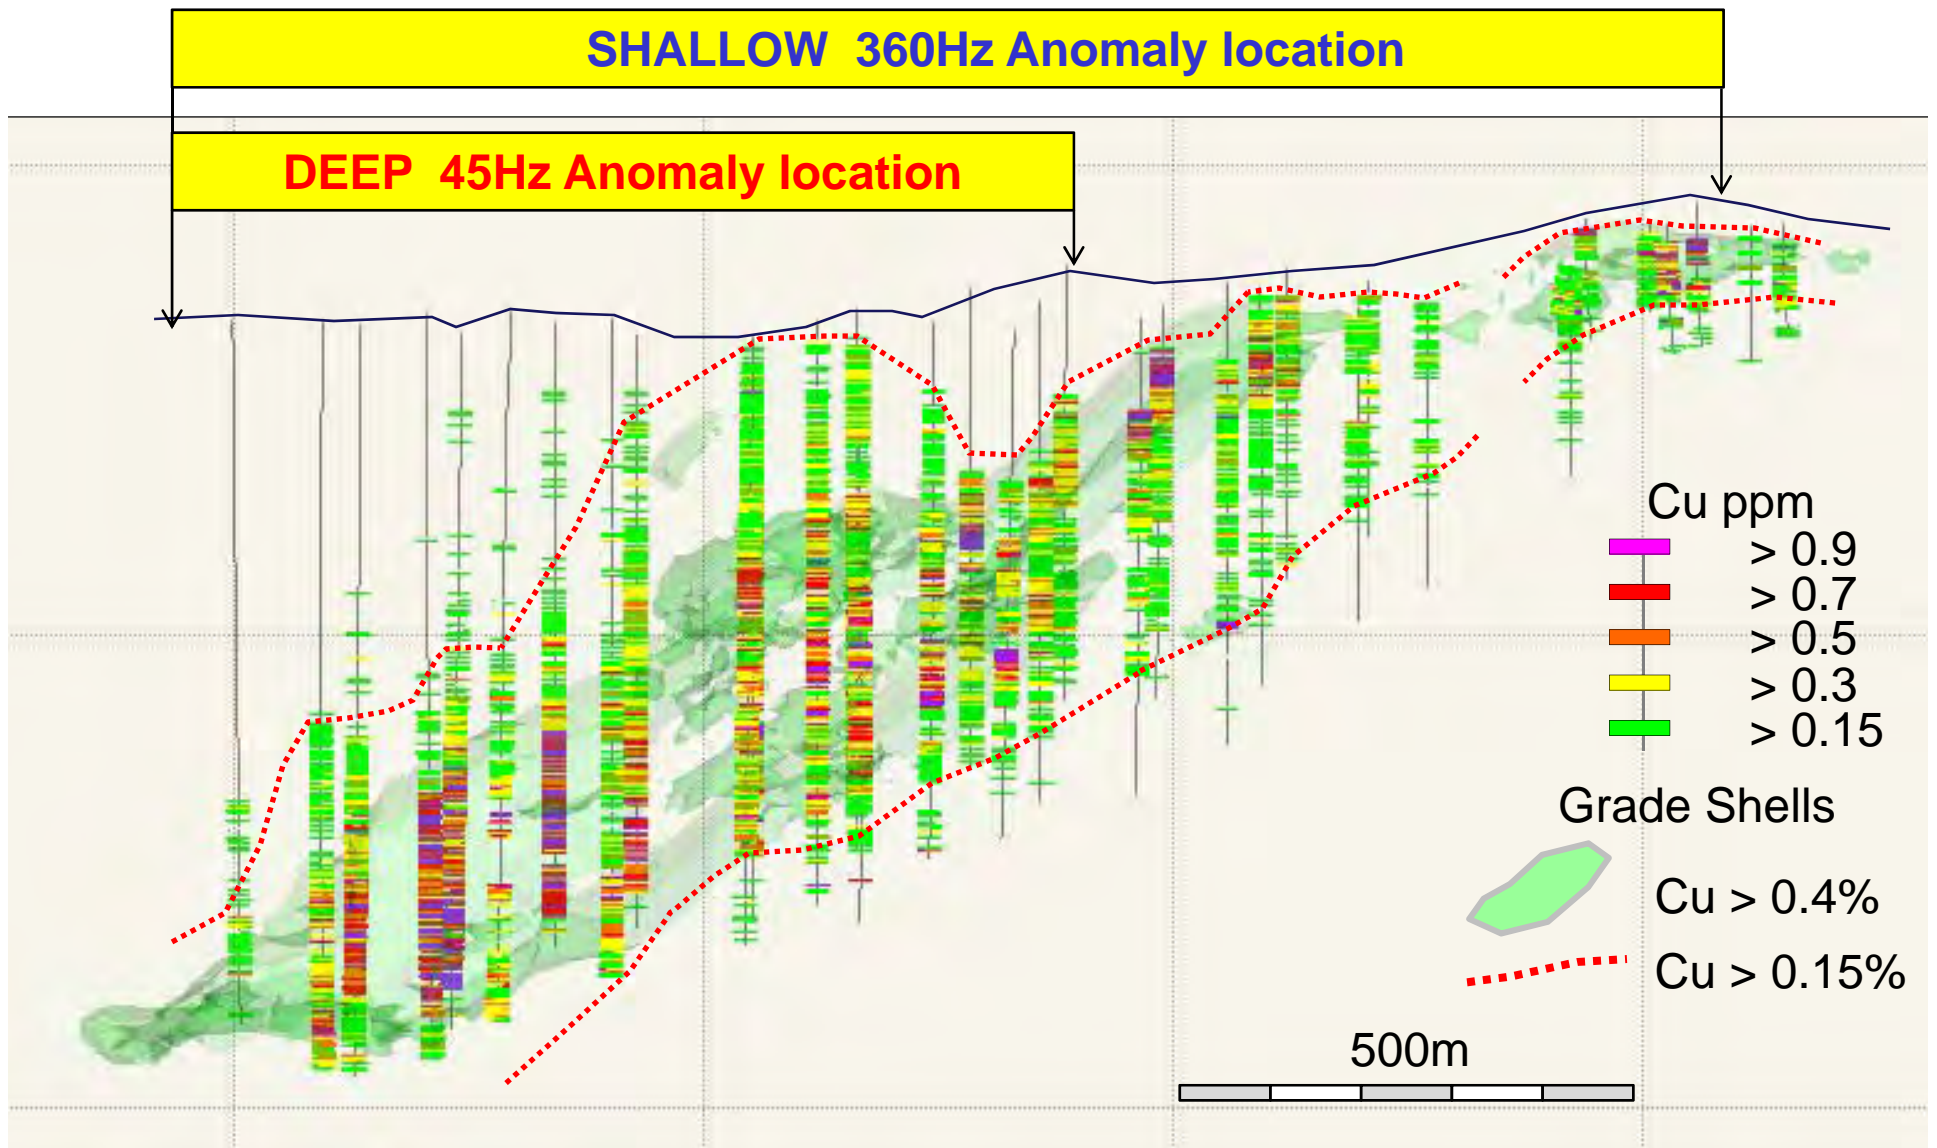 SHALLOW 360Hz Anomaly location
DEEP 45Hz Anomaly location
Cu ppm
> 0.9
> 0.7
> 0.5
> 0.3
> 0.15
Grade Shells
Cu > 0.4%
Cu > 0.15%
500m